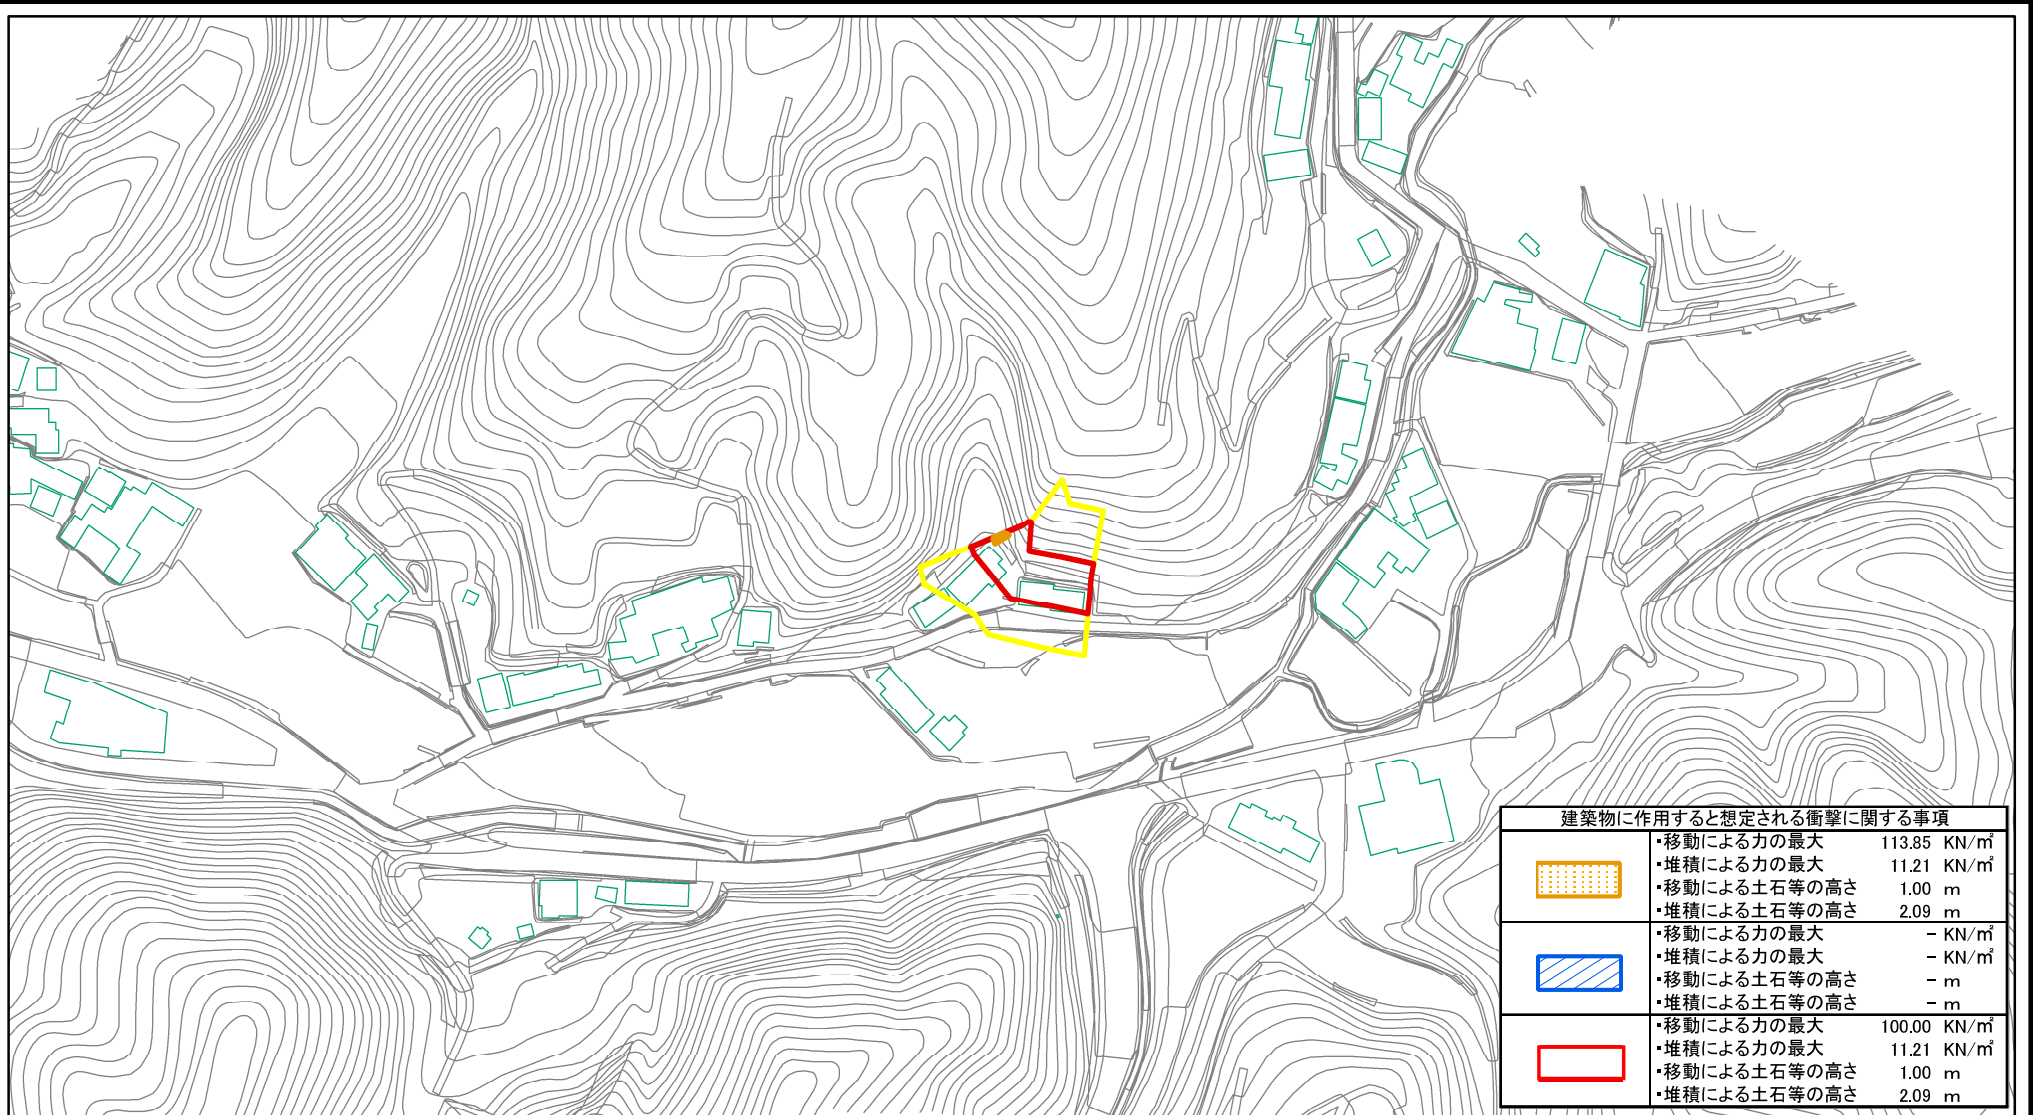 建築物に作用すると想定される衝撃に関する事項
・移動による力の最大 113.85 KN/㎡
・堆積による力の最大 11.21 KN/㎡
・移動による土石等の高さ 1.00 m
・堆積による土石等の高さ 2.09 m
・移動による力の最大 - KN/㎡
・堆積による力の最大 - KN/㎡
・移動による土石等の高さ - m
・堆積による土石等の高さ - m
・移動による力の最大 100.00 KN/㎡
・堆積による力の最大 11.21 KN/㎡
・移動による土石等の高さ 1.00 m
・堆積による土石等の高さ 2.09 m